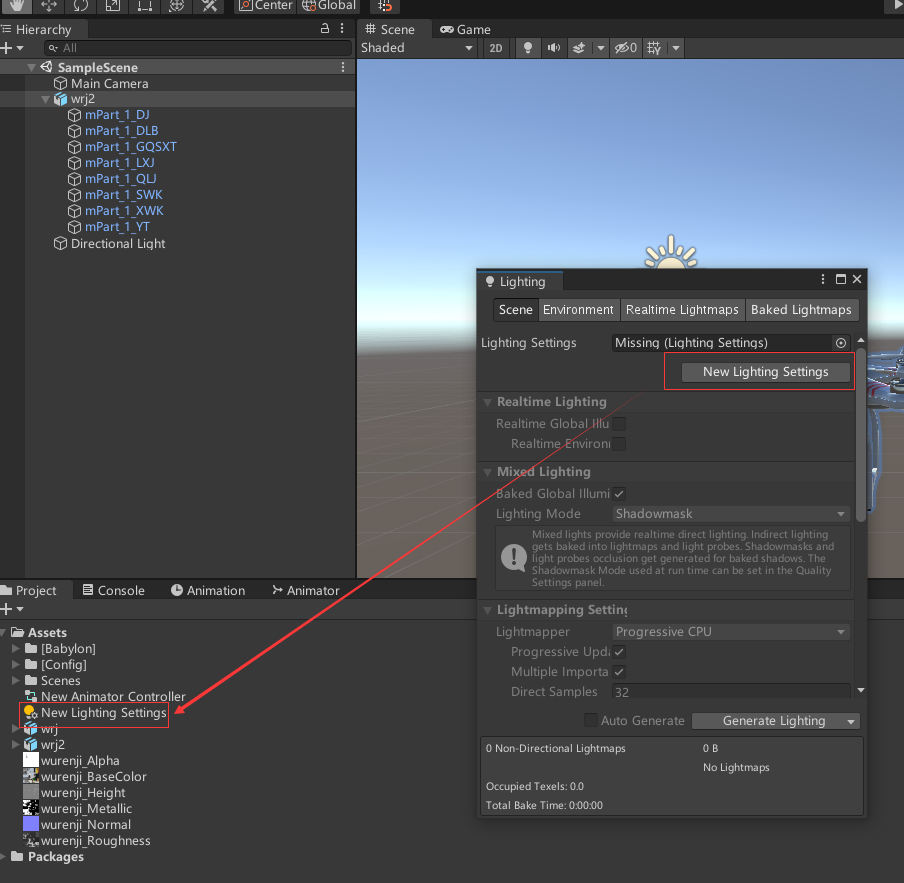 Center
Global
Hierarchy
All
SampleScene
Main Camera
wrj2
mPart_1_DJ
mPart_1_DLB
mPart_1_GQSXT
mPart_1_LXJ
mPart_1_QLJ
mPart_1_SWK
mPart_1_XWK
mPart_1_YT
Directional Light
Scene
Game
Shaded
2D
0
Lighting
Scene
Environment
Realtime Lightmaps
Baked Lightmaps
Lighting Settings
Missing (Lighting Settings)
New Lighting Settings
Realtime Lighting
Realtime Global Illu
Realtime Environ
Mixed Lighting
Baked Global Illumi
Lighting Mode
Shadowmask
Mixed lights provide realtime direct lighting. Indirect lighting
gets baked into lightmaps and light probes. Shadowmasks and
light probes occlusion get generated for baked shadows. The
Shadowmask Mode used at run time can be set in the Quality
Settings panel.
Lightmapping Setting
Lightmapper
Progressive CPU
Progressive Upda
Multiple Importa
Direct Samples
32
Auto Generate
Generate Lighting
0 Non-Directional Lightmaps
0 B
No Lightmaps
Occupied Texels: 0.0
Total Bake Time: 0:00:00
Project
Console
Animation
Animator
Assets
[Babylon]
[Config]
Scenes
New Animator Controller
New Lighting Settings
wrj
wrj2
wurenji_Alpha
wurenji_BaseColor
wurenji_Height
wurenji_Metallic
wurenji_Normal
wurenji_Roughness
Packages